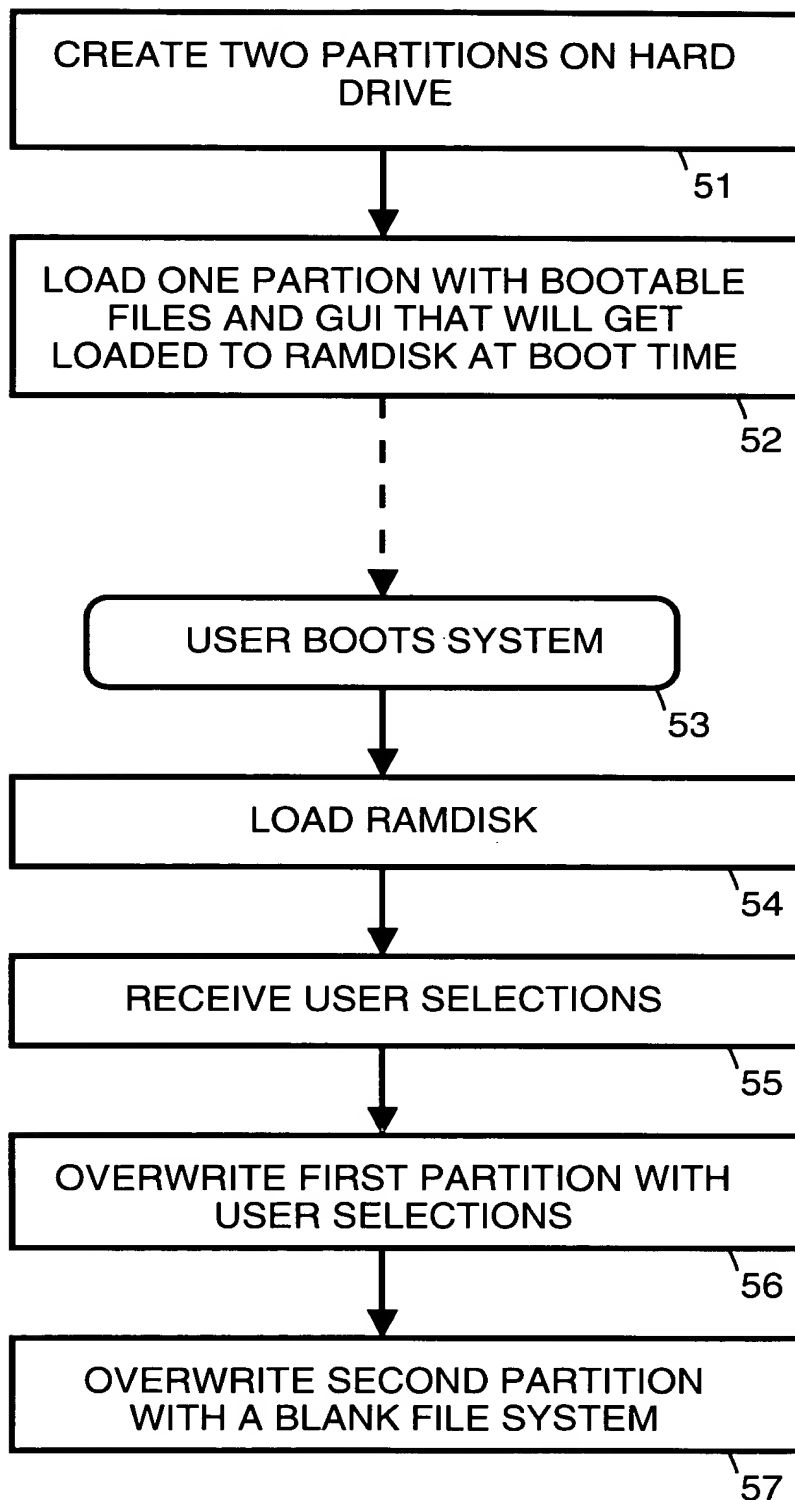 CREATE TWO PARTITIONS ON HARD
DRIVE
51
LOAD ONE PARTION WITH BOOTABLE
FILES AND GUI THAT WILL GET
LOADED TO RAMDISK AT BOOT TIME
52
USER BOOTS SYSTEM
53
LOAD RAMDISK
54
RECEIVE USER SELECTIONS
55
OVERWRITE FIRST PARTITION WITH
USER SELECTIONS
56
OVERWRITE SECOND PARTITION
WITH A BLANK FILE SYSTEM
57